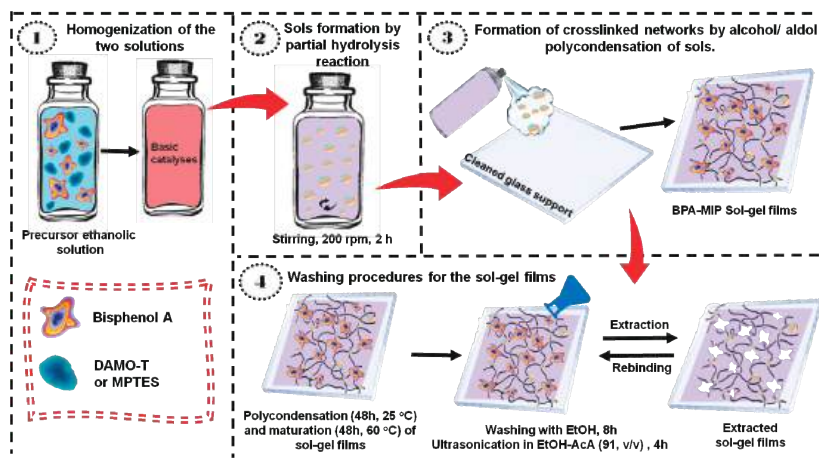 1
Homogenization of the
two solutions
Basic
catalyses
Precursor ethanolic
solution
Bisphenol A
DAMO-T
or MPTES
2
Sols formation by
partial hydrolysis
reaction
Stirring, 200 rpm, 2 h
3
Formation of crosslinked networks by alcohol/ aldol
polycondensation of sols.
Cleaned glass support
BPA-MIP Sol-gel films
4
Washing procedures for the sol-gel films
Polycondensation (48h, 25 °C)
and maturation (48h, 60 °C) of
sol-gel films
Washing with EtOH, 8h
Ultrasonication in EtOH-AcA (91, v/v) , 4h
Extraction
Rebinding
Extracted
sol-gel films